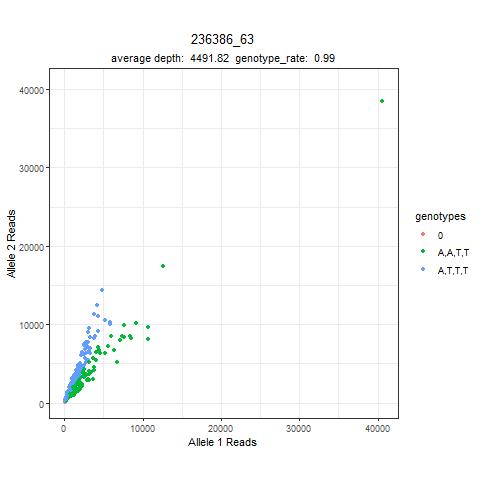 236386_63
average depth:  4491.82  genotype_rate:  0.99
40000
30000
20000
10000
0
Allele 2 Reads
0
10000
20000
30000
40000
Allele 1 Reads
genotypes
0
A,A,T,T
A,T,T,T